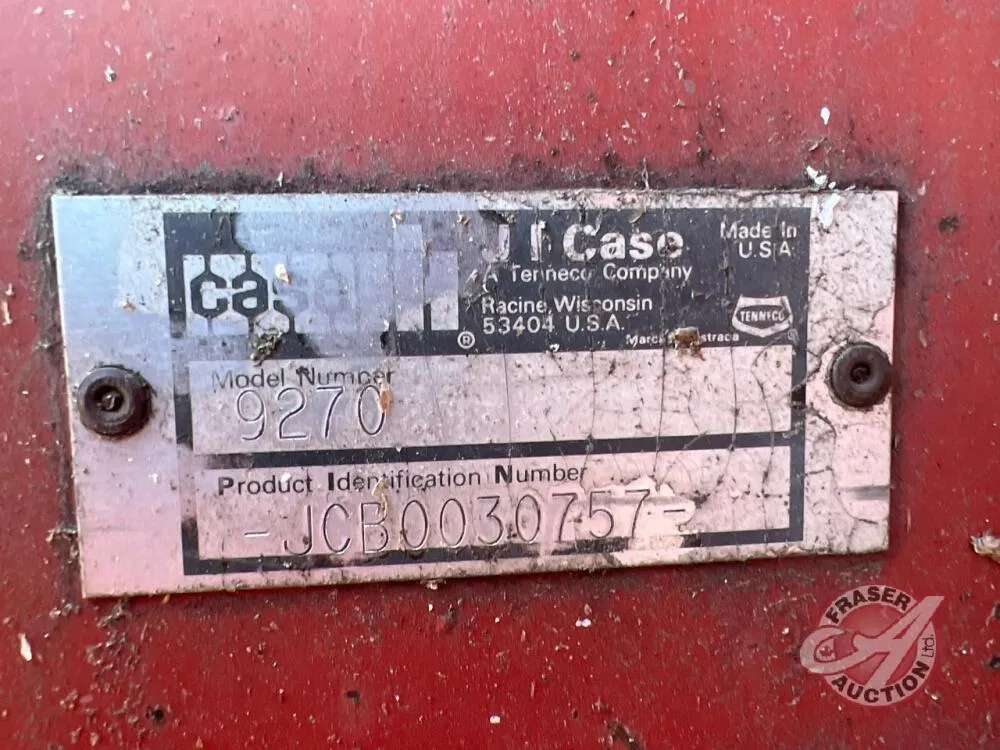 case
J I Case
A Tenneco Company
Racine, Wisconsin
53404 U.S.A.
Made In
U.S.A.
TENNECO
®
Model Number
9270
Product Identification Number
-JCB0030757-
FRASER
AUCTION Ltd.